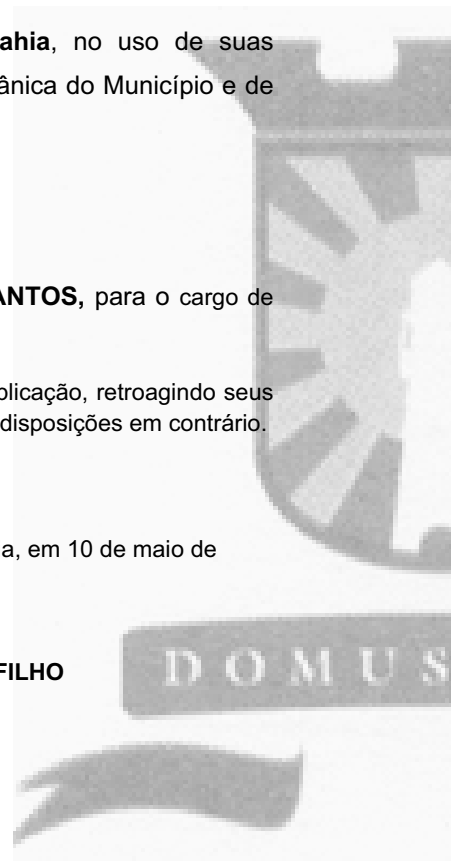 ahia, no uso de suas
ânica do Município e de
ANTOS, para o cargo de
blicação, retroagindo seus
disposições em contrário.
a, em 10 de maio de
FILHO
DOMUS